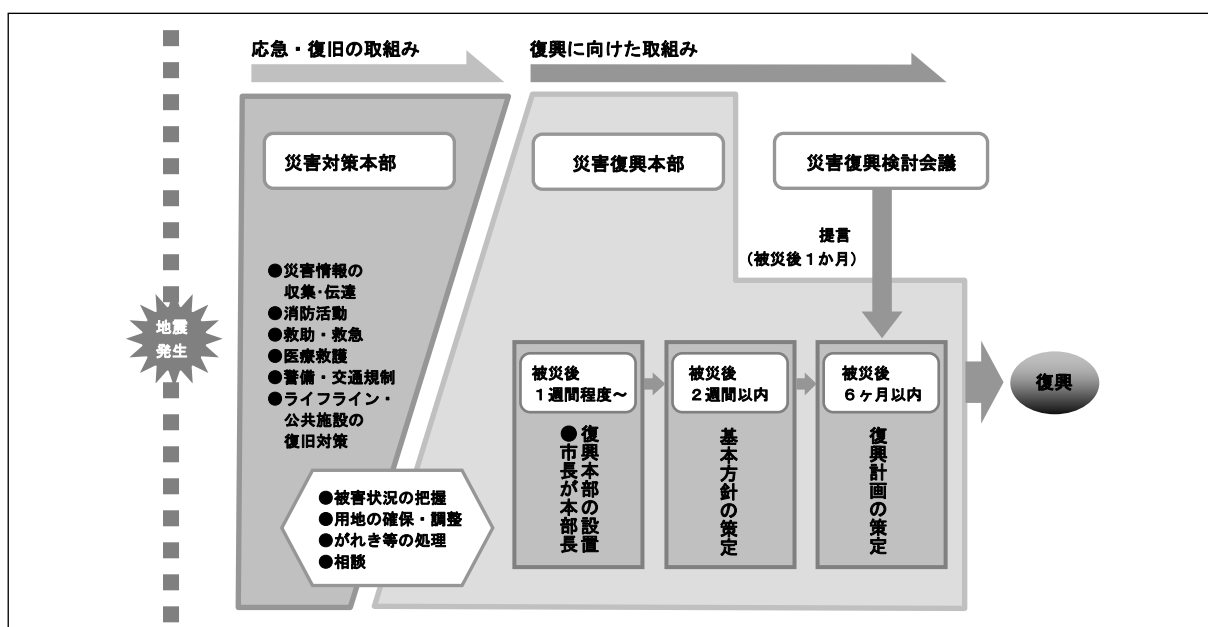 応急・復旧の取組み
復興に向けた取組み
災害対策本部
災害復興本部
災害復興検討会議
提言
（被災後１か月）
●災害情報の
収集･伝達
●消防活動
●救助・救急
●医療救護
●警備・交通規制
●ライフライン・
公共施設の
復旧対策
地震
発生
●被害状況の把握
●用地の確保・調整
●がれき等の処理
●相談
被災後
１週間程度～
復興本部の設置
●市長が本部長
被災後
２週間以内
基本方針の策定
被災後
６ヶ月以内
復興計画の策定
復興